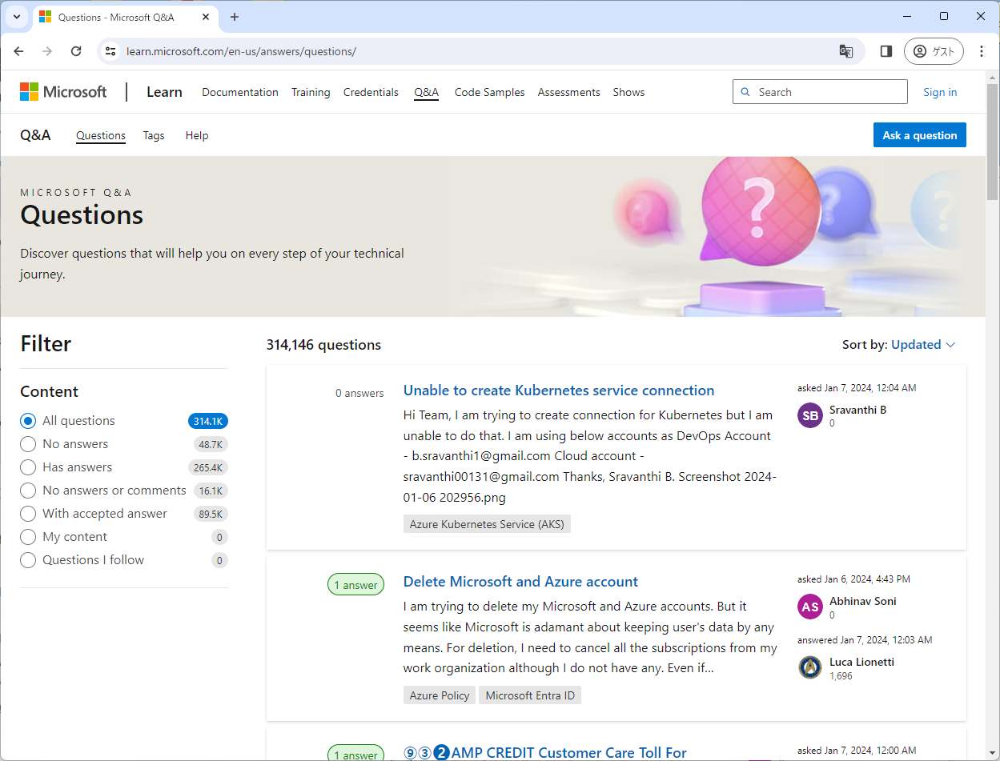 Questions - Microsoft Q&A
learn.microsoft.com/en-us/answers/questions/
ゲスト
Microsoft
Learn
Documentation
Training
Credentials
Q&A
Code Samples
Assessments
Shows
Search
Sign in
Q&A
Questions
Tags
Help
Ask a question
MICROSOFT Q&A
Questions
Discover questions that will help you on every step of your technical
journey.
Filter
Content
All questions 314.1K
No answers 48.7K
Has answers 265.4K
No answers or comments 16.1K
With accepted answer 89.5K
My content 0
Questions I follow 0
314,146 questions
Sort by: Updated
0 answers
Unable to create Kubernetes service connection
Hi Team, I am trying to create connection for Kubernetes but I am
unable to do that. I am using below accounts as DevOps Account
- b.sravanthi1@gmail.com Cloud account -
sravanthi00131@gmail.com Thanks, Sravanthi B. Screenshot 2024-
01-06 202956.png
Azure Kubernetes Service (AKS)
asked Jan 7, 2024, 12:04 AM
SB
Sravanthi B
0
1 answer
Delete Microsoft and Azure account
I am trying to delete my Microsoft and Azure accounts. But it
seems like Microsoft is adamant about keeping user's data by any
means. For deletion, I need to cancel all the subscriptions from my
work organization although I do not have any. Even if...
Azure Policy
Microsoft Entra ID
asked Jan 6, 2024, 4:43 PM
AS
Abhinav Soni
0
answered Jan 7, 2024, 12:03 AM
Luca Lionetti
1,696
1 answer
⑨③❷AMP CREDIT Customer Care Toll For
asked Jan 7, 2024, 12:00 AM